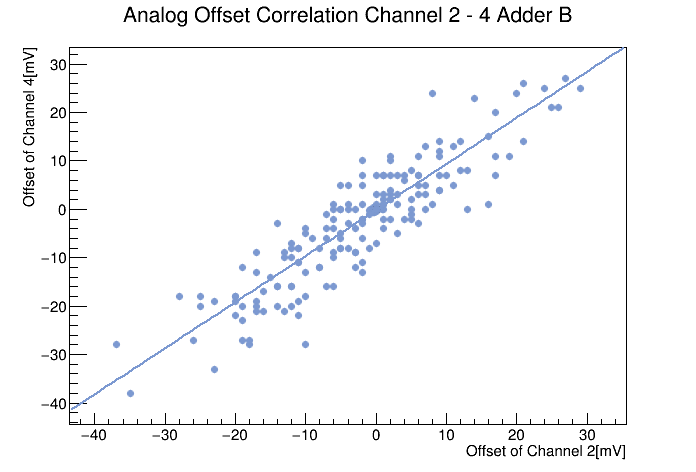 Analog Offset Correlation Channel 2 - 4 Adder B
Offset of Channel 4[mV]
30
20
10
0
−10
−20
−30
−40
−40 −30 −20 −10 0 10 20 30
Offset of Channel 2[mV]